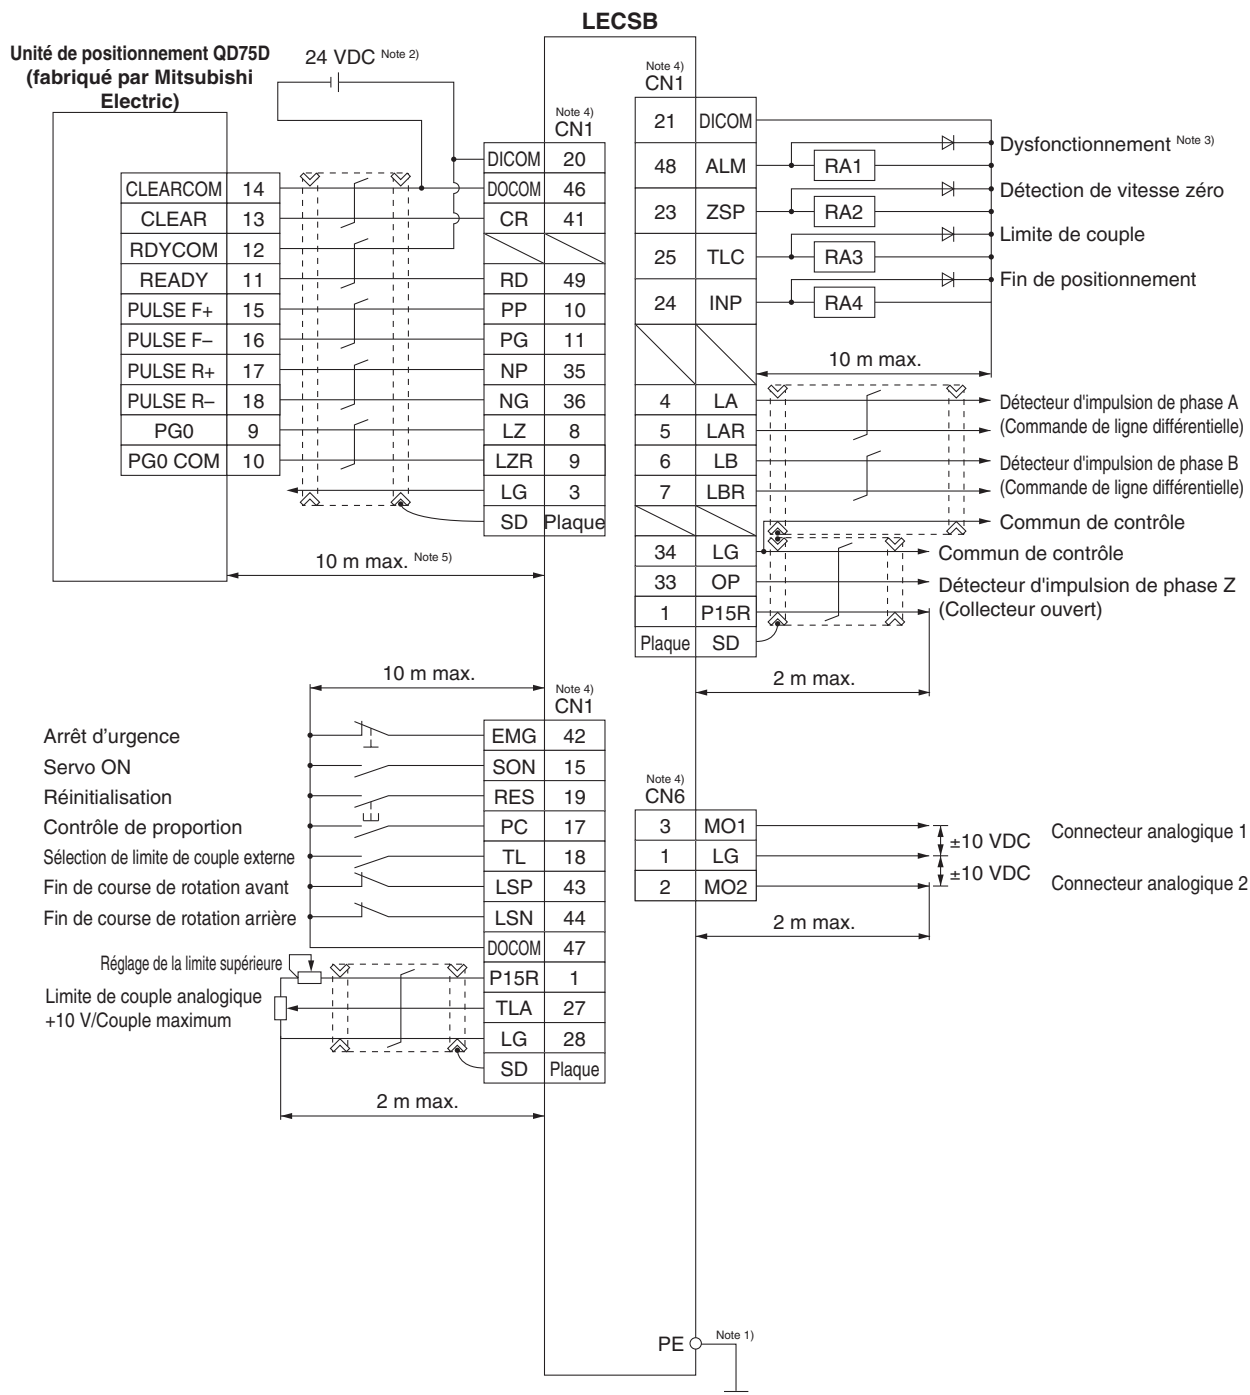 LECSB
Unité de positionnement QD75D
(fabriqué par Mitsubishi
Electric)
24 VDC Note 2)
Note 4)
CN1
DICOM 20
CLEARCOM 14 DOCOM 46
CLEAR 13 CR 41
RDYCOM 12
READY 11 RD 49
PULSE F+ 15 PP 10
PULSE F– 16 PG 11
PULSE R+ 17 NP 35
PULSE R– 18 NG 36
PG0 9 LZ 8
PG0 COM 10 LZR 9
LG 3
SD Plaque
10 m max. Note 5)
Note 4)
CN1
21 DICOM
48 ALM RA1 Dysfonctionnement Note 3)
23 ZSP RA2 Détection de vitesse zéro
25 TLC RA3 Limite de couple
24 INP RA4 Fin de positionnement
10 m max.
4 LA Détecteur d'impulsion de phase A
5 LAR (Commande de ligne différentielle)
6 LB Détecteur d'impulsion de phase B
7 LBR (Commande de ligne différentielle)
Commun de contrôle
34 LG Commun de contrôle
33 OP Détecteur d'impulsion de phase Z
1 P15R (Collecteur ouvert)
Plaque SD
2 m max.
10 m max.
Note 4)
CN1
Arrêt d’urgence EMG 42
Servo ON SON 15
Réinitialisation RES 19
Contrôle de proportion PC 17
Sélection de limite de couple externe TL 18
Fin de course de rotation avant LSP 43
Fin de course de rotation arrière LSN 44
DOCOM 47
Réglage de la limite supérieure P15R 1
Limite de couple analogique TLA 27
+10 V/Couple maximum
LG 28
SD Plaque
2 m max.
Note 4)
CN6
3 MO1 ±10 VDC Connecteur analogique 1
1 LG ±10 VDC
2 MO2 Connecteur analogique 2
2 m max.
PE Note 1)